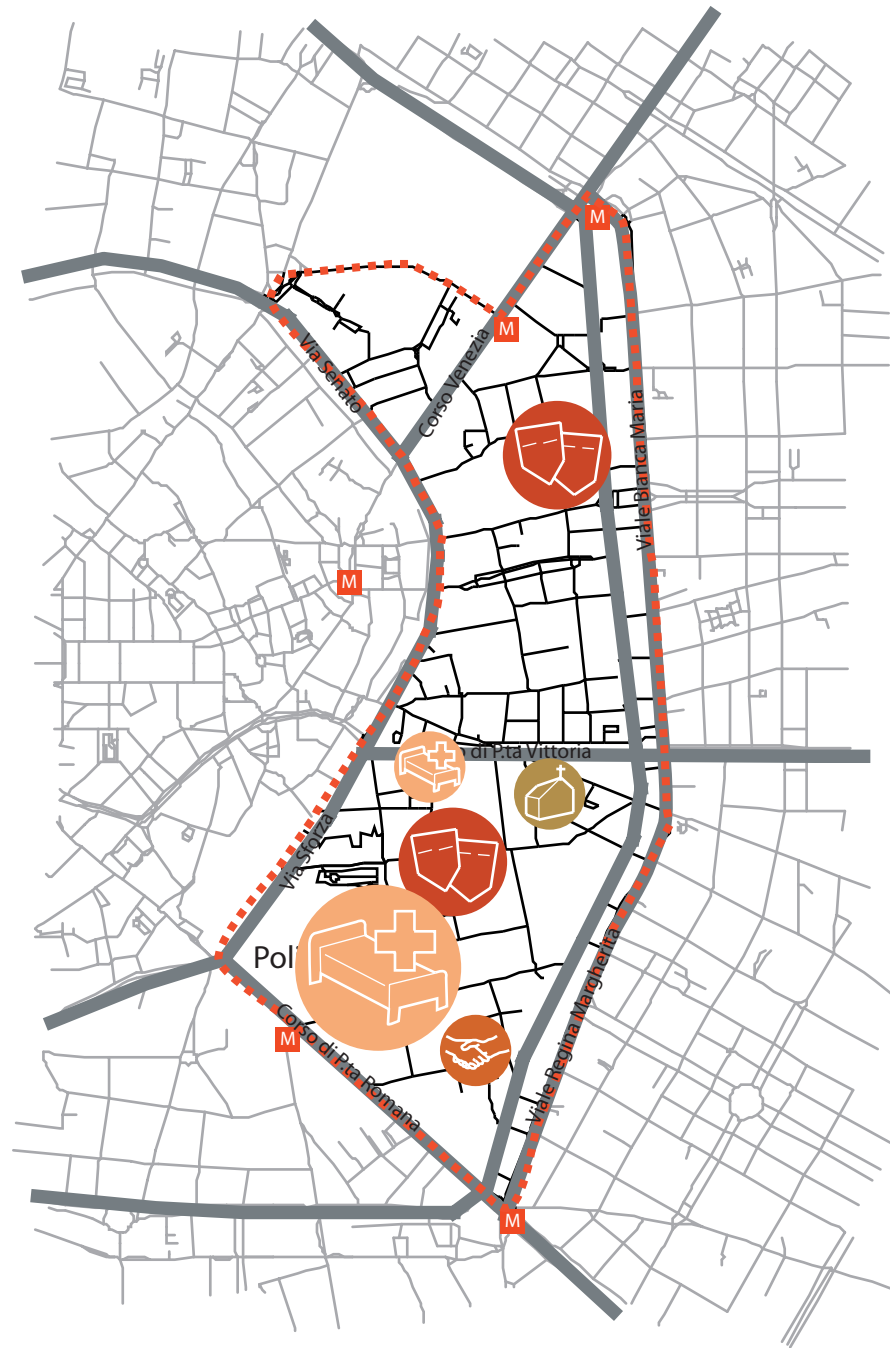 M
M
Via Senato
Corso Venezia
Viale Bianca Maria
M
di P.ta Vittoria
Via Sforza
Poli
Viale Regina Margherita
M
Corso di P.ta Romana
M